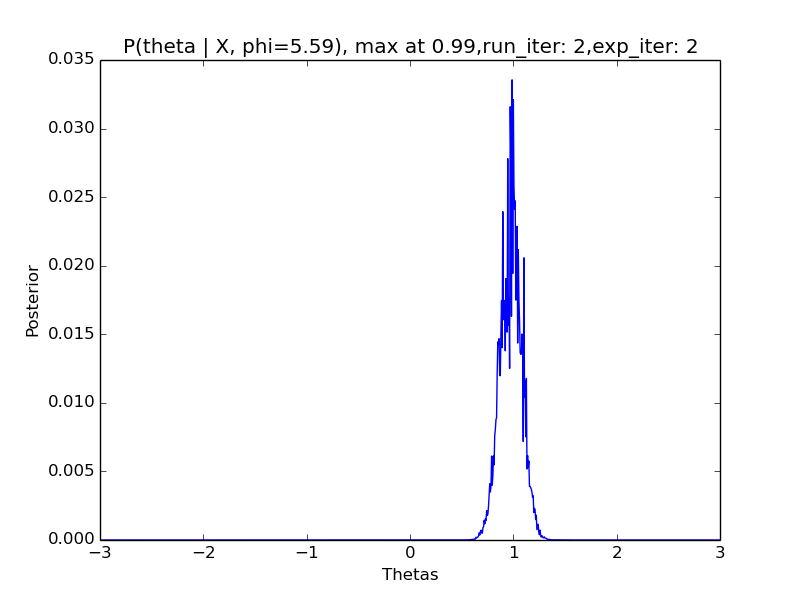 P(theta | X, phi=5.59), max at 0.99,run_iter: 2,exp_iter: 2
0.035
0.030
0.025
0.020
0.015
0.010
0.005
0.000
Posterior
−3 −2 −1 0 1 2 3
Thetas